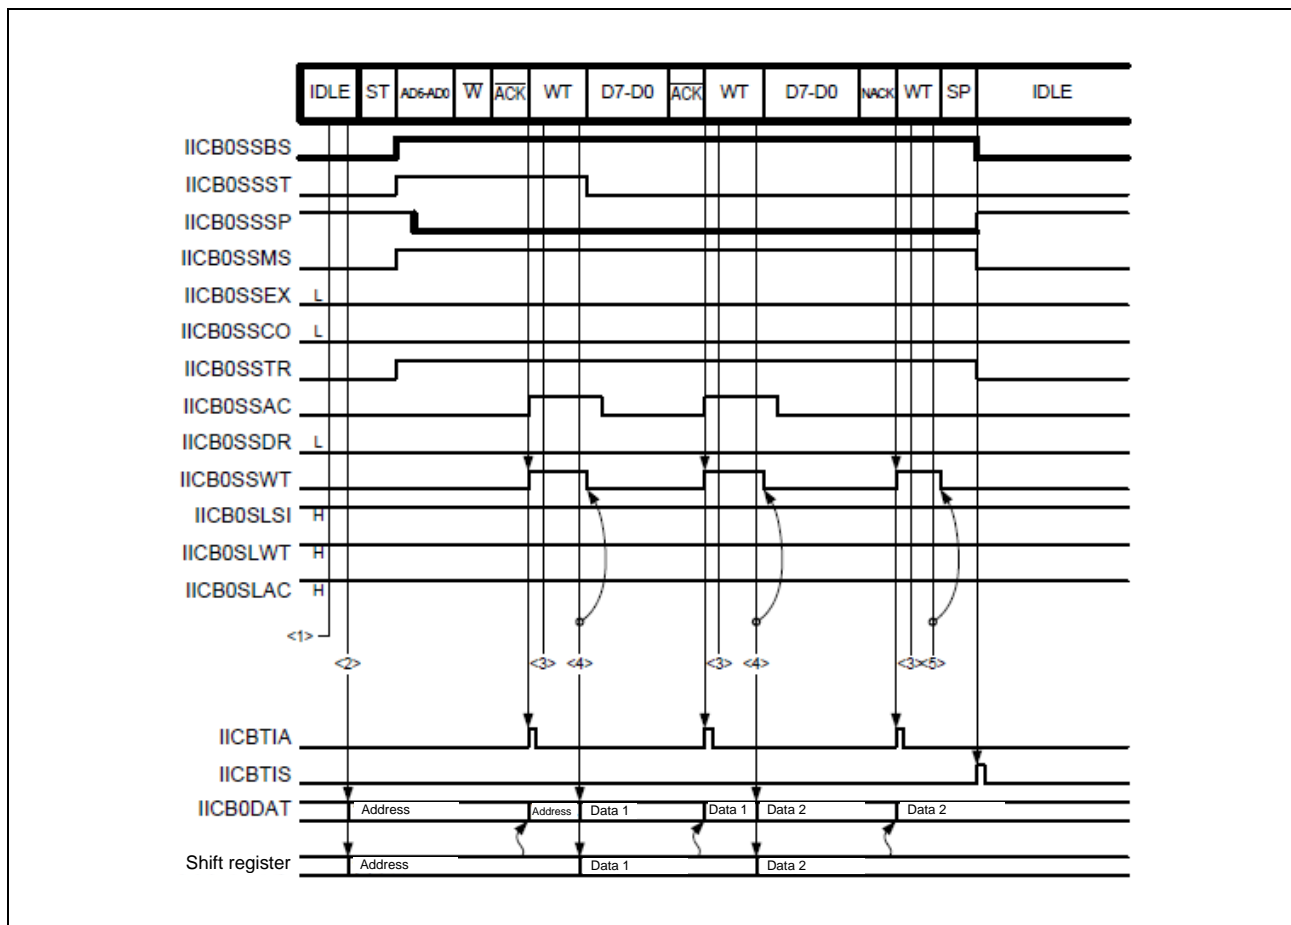 IDLE ST AD6-AD0 W ACK WT D7-D0 ACK WT D7-D0 NACK WT SP IDLE
IICB0SSBS
IICB0SSST
IICB0SSSP
IICB0SSMS
IICB0SSEX L
IICB0SSCO L
IICB0SSTR
IICB0SSAC
IICB0SSDR L
IICB0SSWT
IICB0SLSI H
IICB0SLWT H
IICB0SLAC H
<1>
<2> <3> <4> <3> <4> <3> <5>
IICBTIA
IICBTIS
IICB0DAT Address Address Data 1 Data 1 Data 2 Data 2
Shift register Address Data 1 Data 2